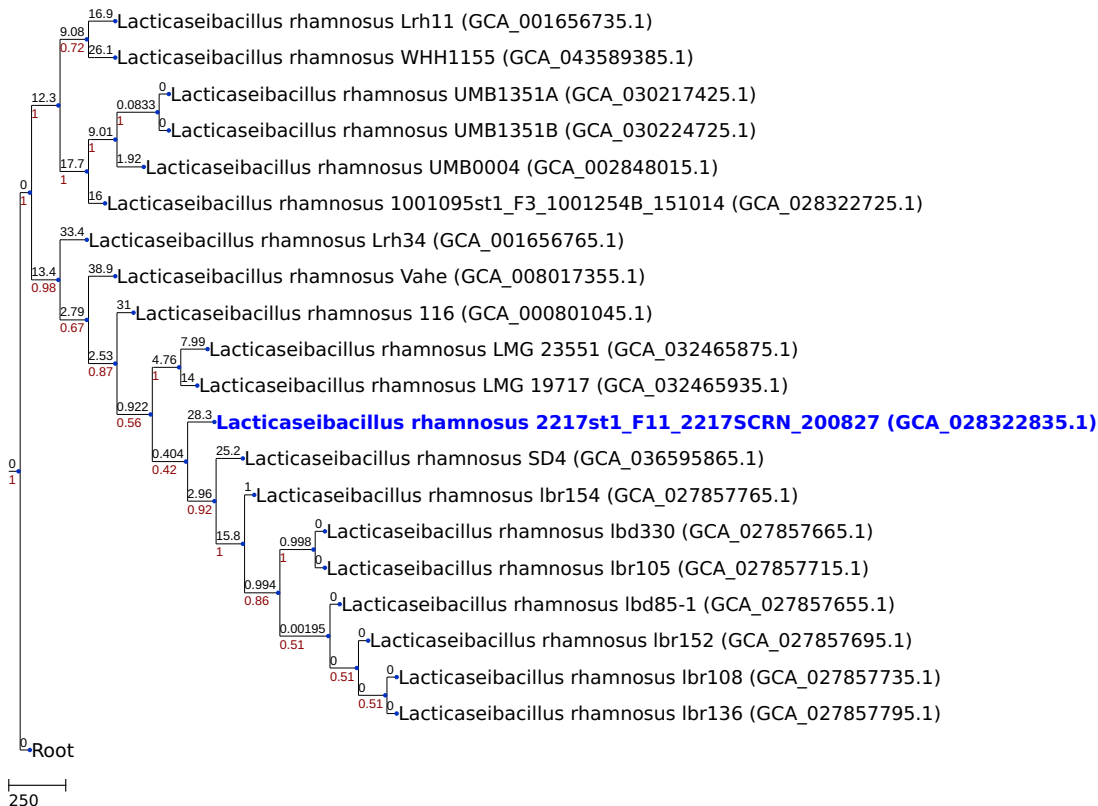 16.9 Lacticaseibacillus rhamnosus Lrh11 (GCA_001656735.1)
9.08
0.72
26.1 Lacticaseibacillus rhamnosus WHH1155 (GCA_043589385.1)
0 Lacticaseibacillus rhamnosus UMB1351A (GCA_030217425.1)
12.3
1
0.0833
1
0 Lacticaseibacillus rhamnosus UMB1351B (GCA_030224725.1)
9.01
1
1.92 Lacticaseibacillus rhamnosus UMB0004 (GCA_002848015.1)
17.7
1
0
1
16 Lacticaseibacillus rhamnosus 1001095st1_F3_1001254B_151014 (GCA_028322725.1)
33.4 Lacticaseibacillus rhamnosus Lrh34 (GCA_001656765.1)
13.4
0.98
38.9 Lacticaseibacillus rhamnosus Vahe (GCA_008017355.1)
2.79
0.67
31 Lacticaseibacillus rhamnosus 116 (GCA_000801045.1)
7.99 Lacticaseibacillus rhamnosus LMG 23551 (GCA_032465875.1)
2.53
0.87
4.76
1
14 Lacticaseibacillus rhamnosus LMG 19717 (GCA_032465935.1)
0.922
0.56
28.3 Lacticaseibacillus rhamnosus 2217st1_F11_2217SCRN_200827 (GCA_028322835.1)
0.404
0.42
25.2 Lacticaseibacillus rhamnosus SD4 (GCA_036595865.1)
0
1
2.96
0.92
1 Lacticaseibacillus rhamnosus lbr154 (GCA_027857765.1)
0 Lacticaseibacillus rhamnosus lbd330 (GCA_027857665.1)
15.8
1
0.998
1
0 Lacticaseibacillus rhamnosus lbr105 (GCA_027857715.1)
0.994
0.86
0 Lacticaseibacillus rhamnosus lbd85-1 (GCA_027857655.1)
0.00195
0.51
0 Lacticaseibacillus rhamnosus lbr152 (GCA_027857695.1)
0
0.51
0 Lacticaseibacillus rhamnosus lbr108 (GCA_027857735.1)
0
0.51
0 Lacticaseibacillus rhamnosus lbr136 (GCA_027857795.1)
0 Root
250